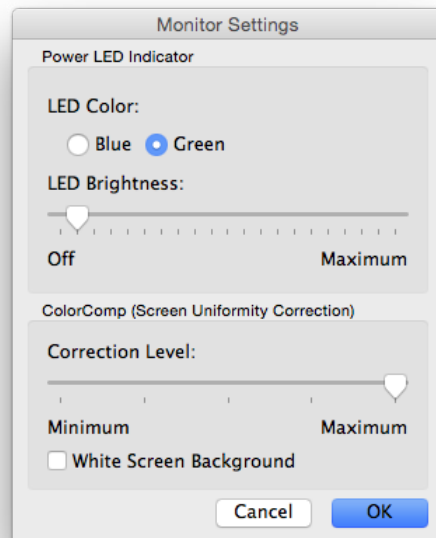 Monitor Settings
Power LED Indicator
LED Color:
Blue Green
LED Brightness:
Off Maximum
ColorComp (Screen Uniformity Correction)
Correction Level:
Minimum Maximum
White Screen Background
Cancel OK